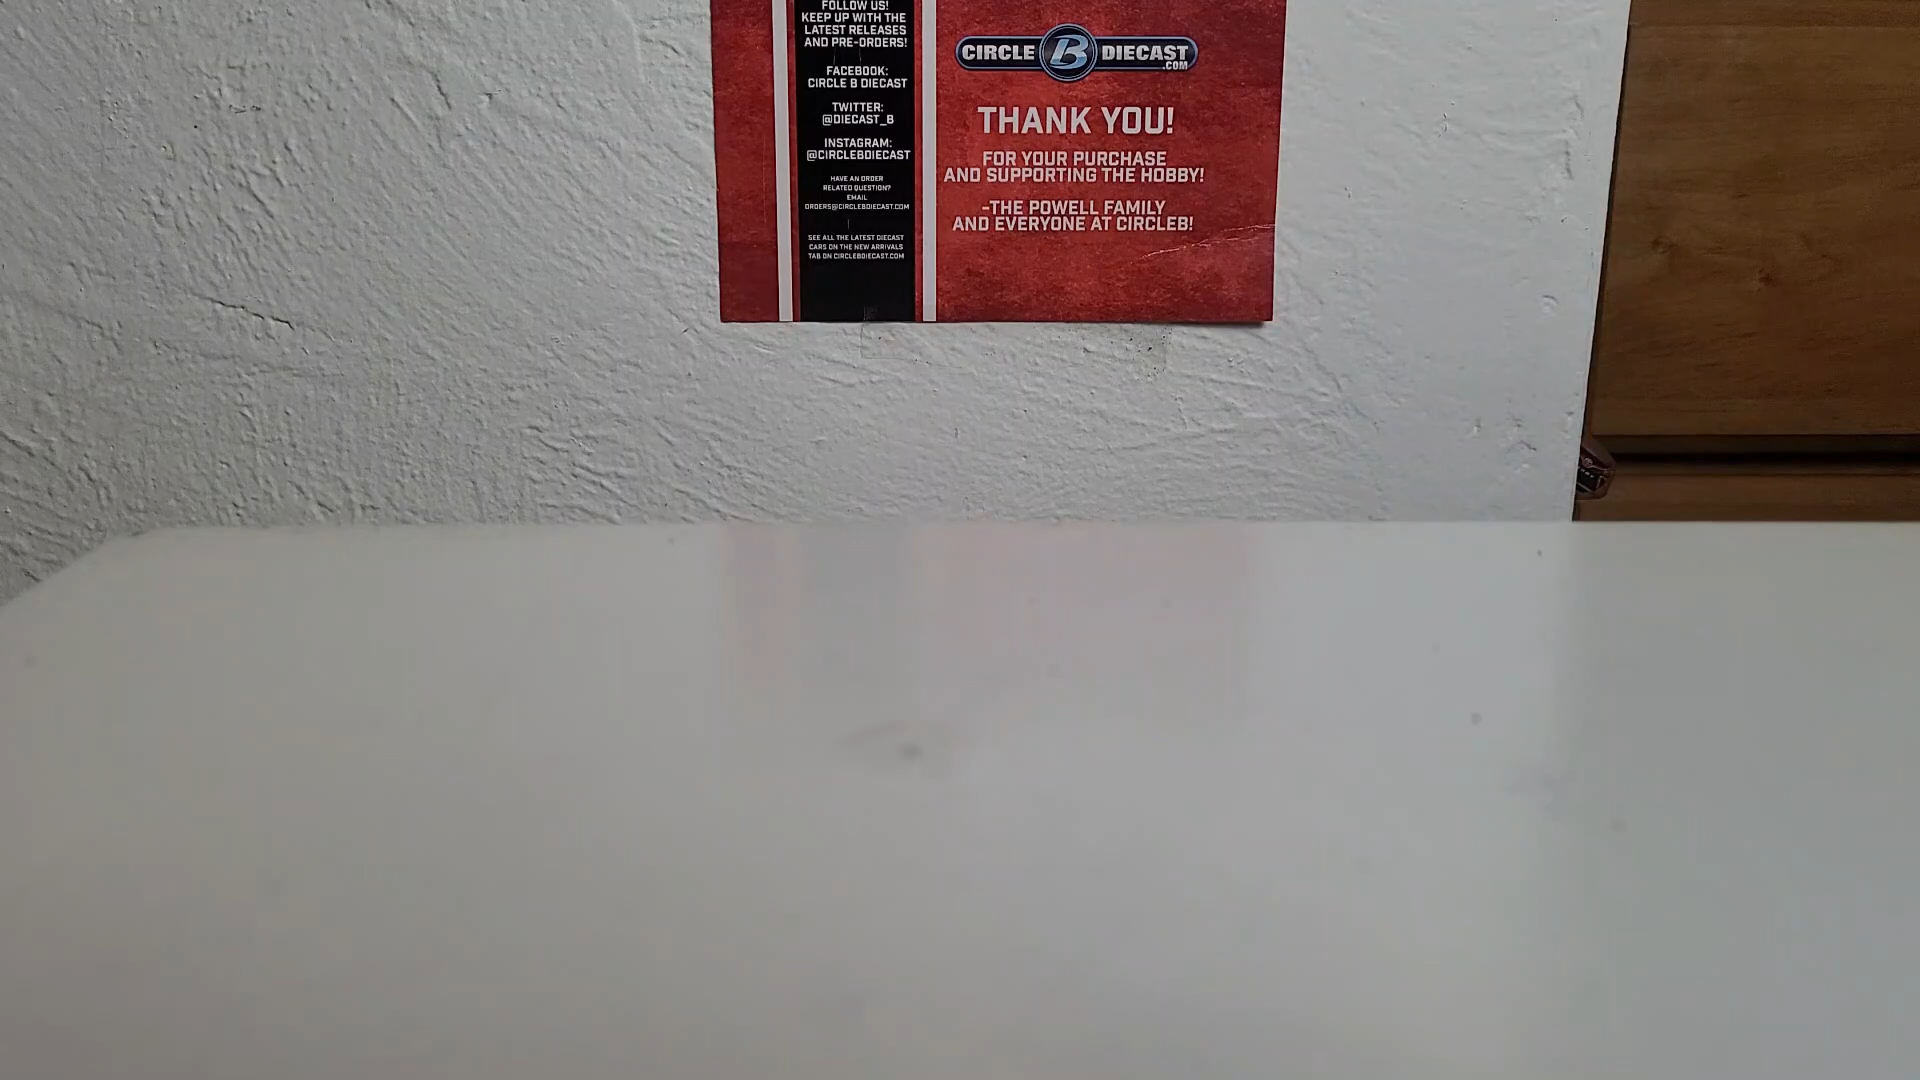 FOLLOW US!
KEEP UP WITH THE
LATEST RELEASES
AND PRE-ORDERS!
FACEBOOK:
CIRCLE B DIECAST
TWITTER:
@DIECAST_B
INSTAGRAM:
@CIRCLEBDIECAST
HAVE AN ORDER
RELATED QUESTION?
EMAIL
ORDERS@CIRCLEBDIECAST.COM
SEE ALL THE LATEST DIECAST
CARS ON THE NEW ARRIVALS
TAB ON CIRCLEBDIECAST.COM
CIRCLE B DIECAST
.COM
THANK YOU!
FOR YOUR PURCHASE
AND SUPPORTING THE HOBBY!
-THE POWELL FAMILY
AND EVERYONE AT CIRCLEB!